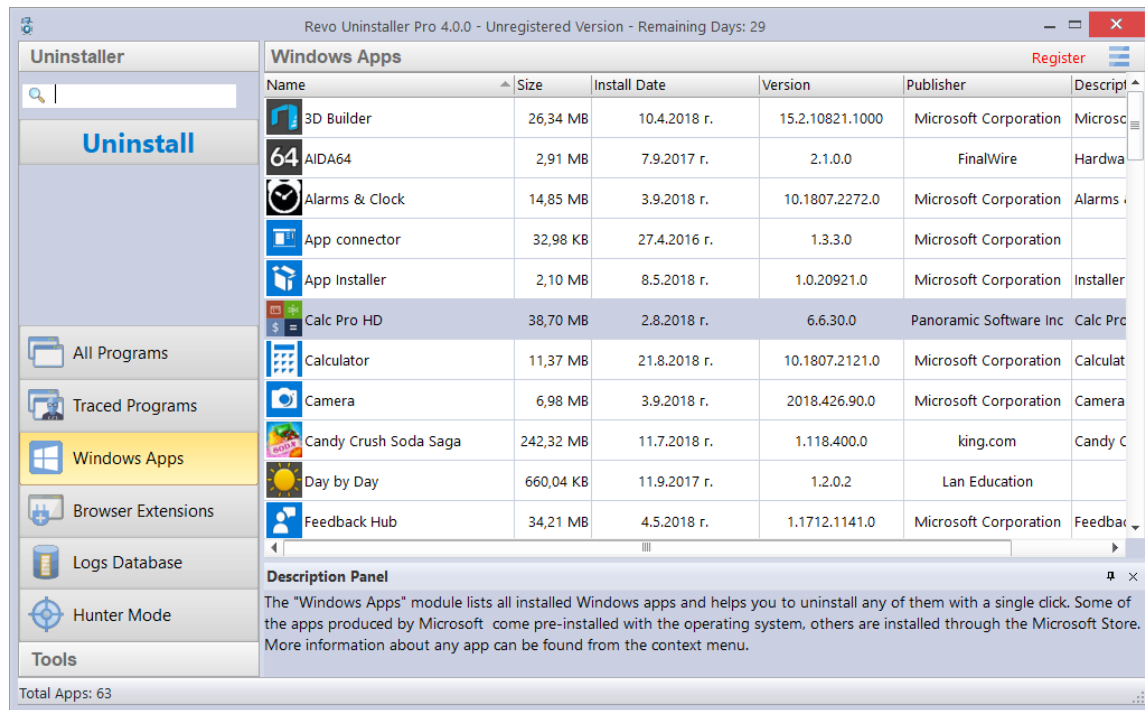 Revo Uninstaller Pro 4.0.0 - Unregistered Version - Remaining Days: 29
Uninstaller
Uninstall
All Programs
Traced Programs
Windows Apps
Browser Extensions
Logs Database
Hunter Mode
Tools
Windows Apps Register
Name Size Install Date Version Publisher Descript
3D Builder 26,34 MB 10.4.2018 г. 15.2.10821.1000 Microsoft Corporation Microso
64 AIDA64 2,91 MB 7.9.2017 г. 2.1.0.0 FinalWire Hardwa
Alarms & Clock 14,85 MB 3.9.2018 г. 10.1807.2272.0 Microsoft Corporation Alarms
App connector 32,98 KB 27.4.2016 г. 1.3.3.0 Microsoft Corporation
App Installer 2,10 MB 8.5.2018 г. 1.0.20921.0 Microsoft Corporation Installer
Calc Pro HD 38,70 MB 2.8.2018 г. 6.6.30.0 Panoramic Software Inc Calc Pro
Calculator 11,37 MB 21.8.2018 г. 10.1807.2121.0 Microsoft Corporation Calculat
Camera 6,98 MB 3.9.2018 г. 2018.426.90.0 Microsoft Corporation Camera
SODA Candy Crush Soda Saga 242,32 MB 11.7.2018 г. 1.118.400.0 king.com Candy C
Day by Day 660,04 KB 11.9.2017 г. 1.2.0.2 Lan Education
Feedback Hub 34,21 MB 4.5.2018 г. 1.1712.1141.0 Microsoft Corporation Feedbac
Description Panel
The "Windows Apps" module lists all installed Windows apps and helps you to uninstall any of them with a single click. Some of
the apps produced by Microsoft come pre-installed with the operating system, others are installed through the Microsoft Store.
More information about any app can be found from the context menu.
Total Apps: 63